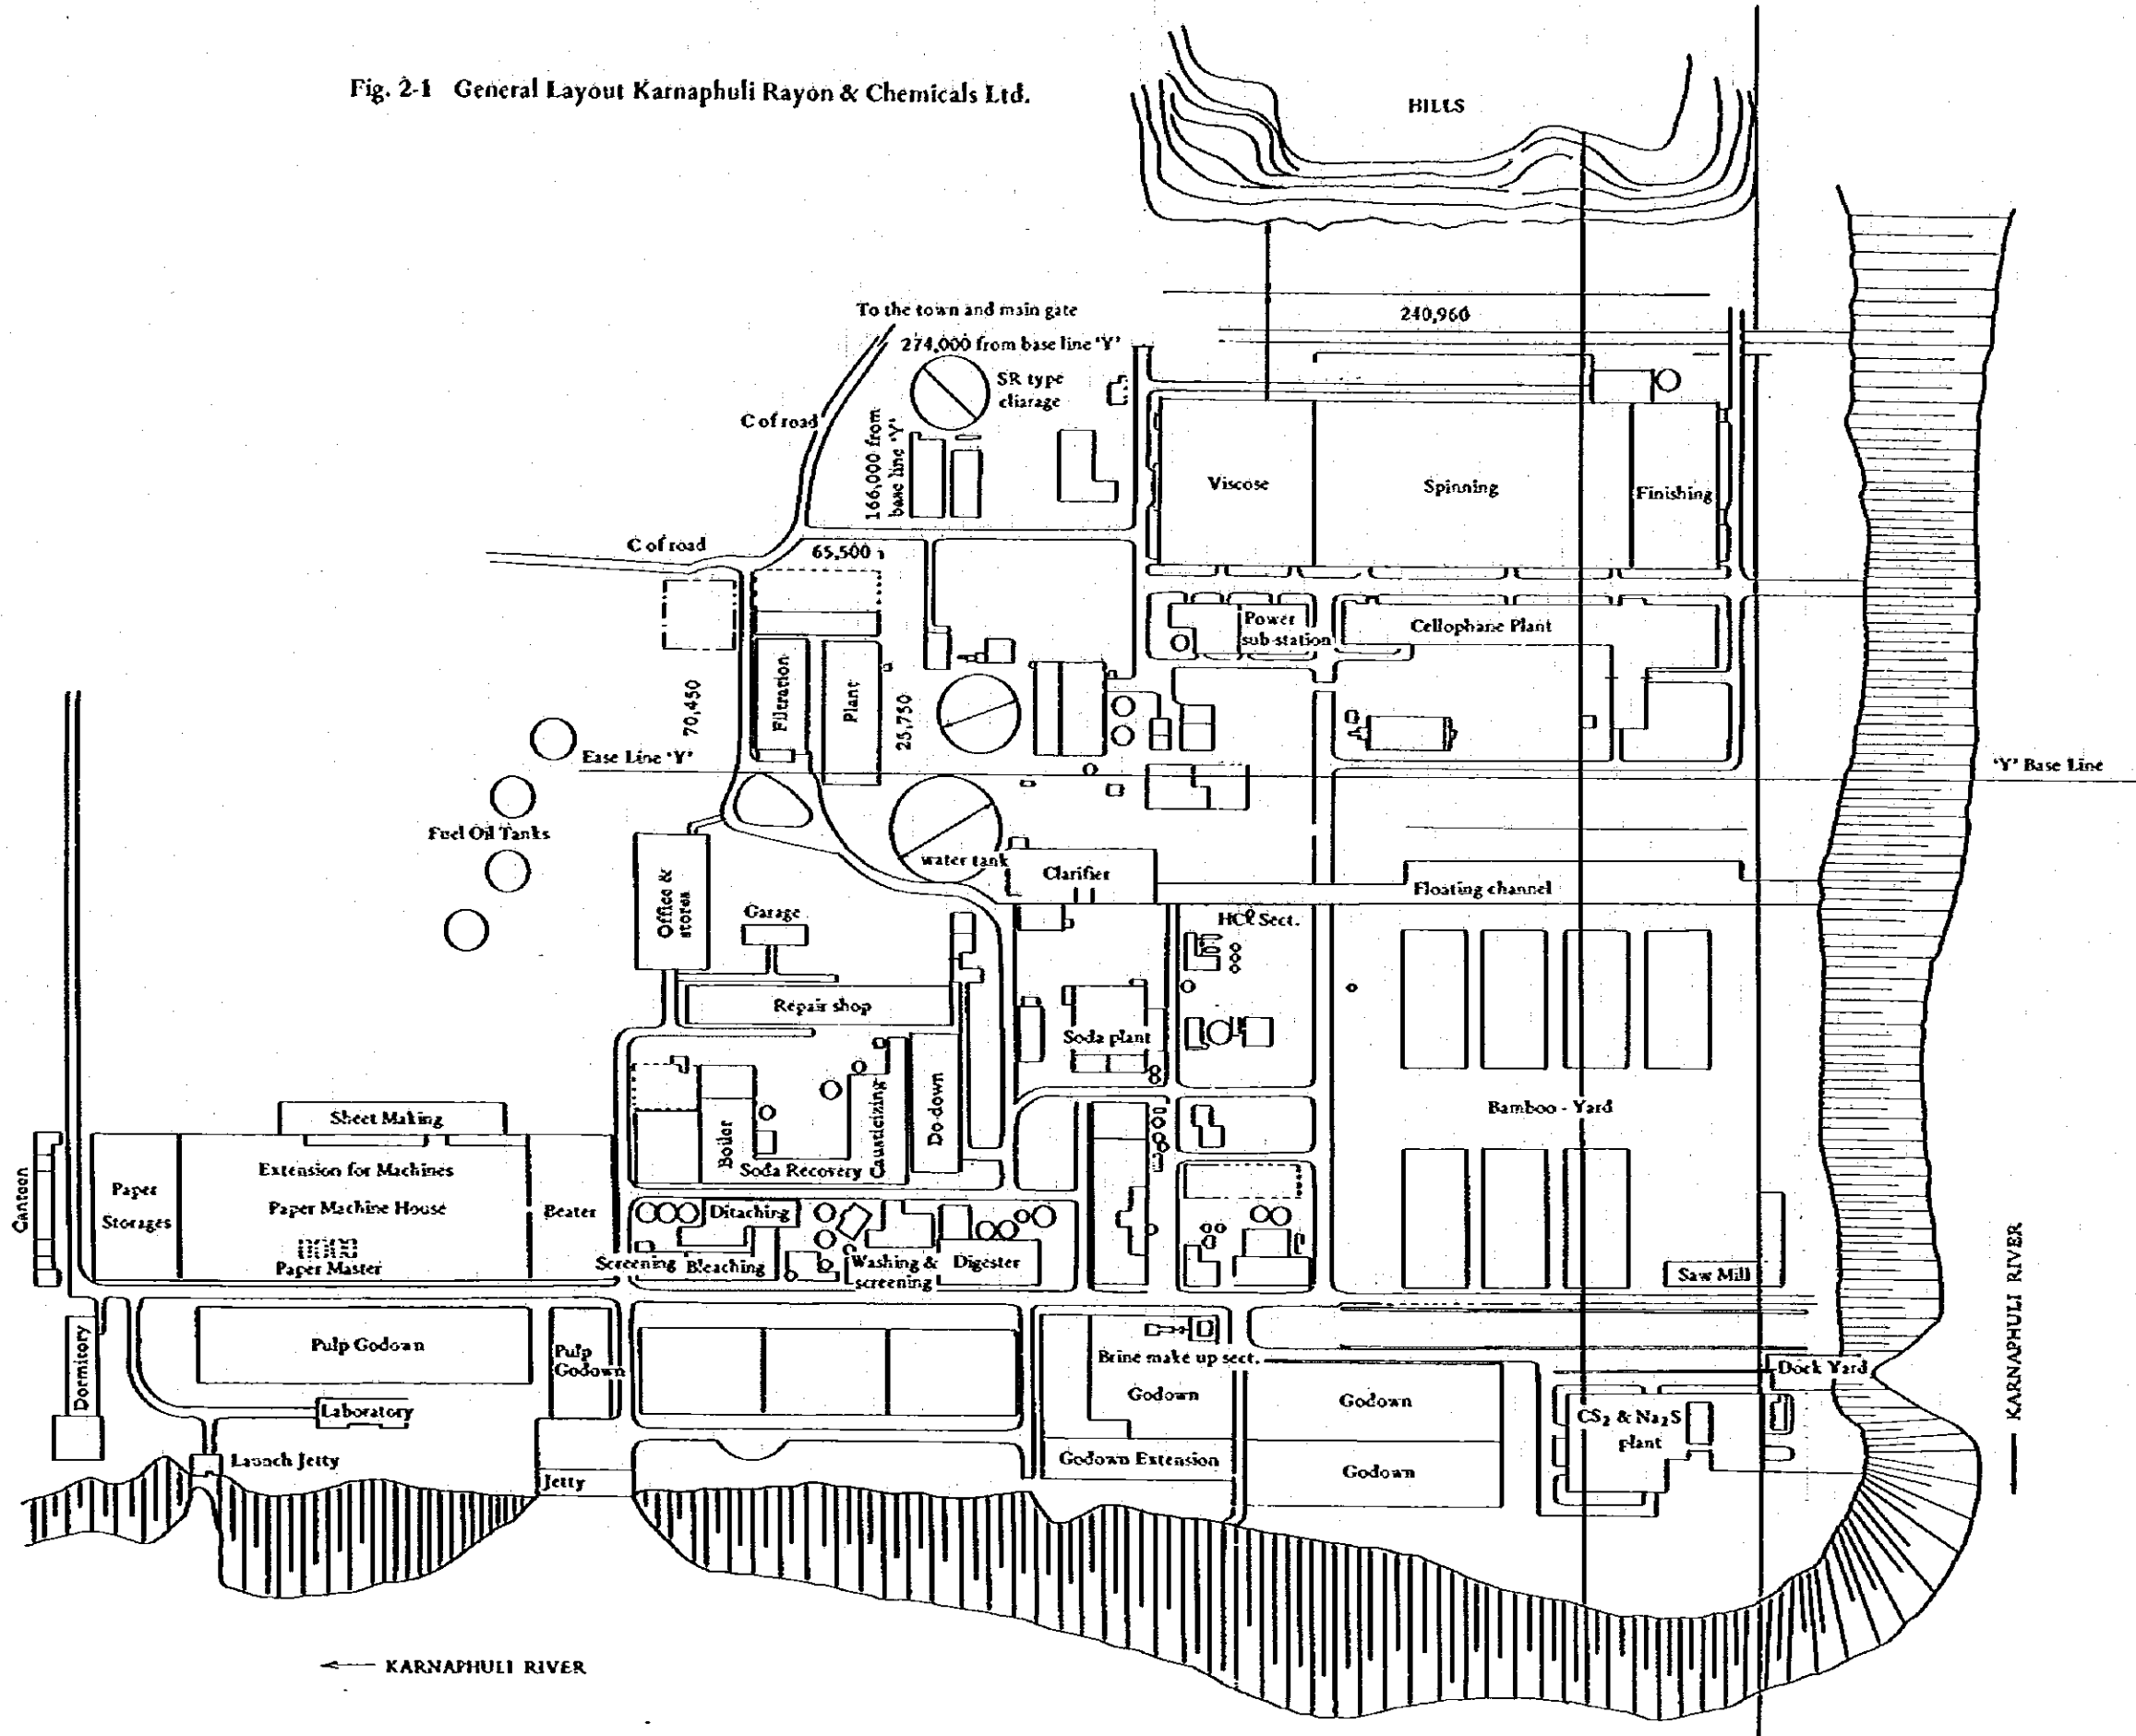 Fig. 2-1 General Layout Karnaphuli Rayon & Chemicals Ltd.
HILLS
To the town and main gate
240,960
274,000 from base line 'Y'
SR type
cliarage
C of road
166,000 from
base line 'Y'
Viscose
Spinning
Finishing
C of road
65,500
Power
sub-station
Cellophane Plant
Filtration
Plant
70,450
25,750
Ease Line 'Y'
'Y' Base Line
Fuel Oil Tanks
water tank
Clarifier
Floating channel
Office &
stores
Garage
HCl Sect.
Repair shop
Soda plant
Bamboo - Yard
Sheet Making
Boiler
Causticizing
Do-down
Soda Recovery
Canteen
Paper
Storages
Extension for Machines
Paper Machine House
Paper Master
Beater
Ditaching
Screening
Bleaching
Washing &
screening
Digester
Saw Mill
KARNAPHULI RIVER
Dormitory
Pulp Godown
Pulp
Godown
Brine make up sect.
Godown
Godown
Dock Yard
Laboratory
CS₂ & Na₂S
plant
Launch Jetty
Godown Extension
Godown
Jetty
← KARNAPHULI RIVER